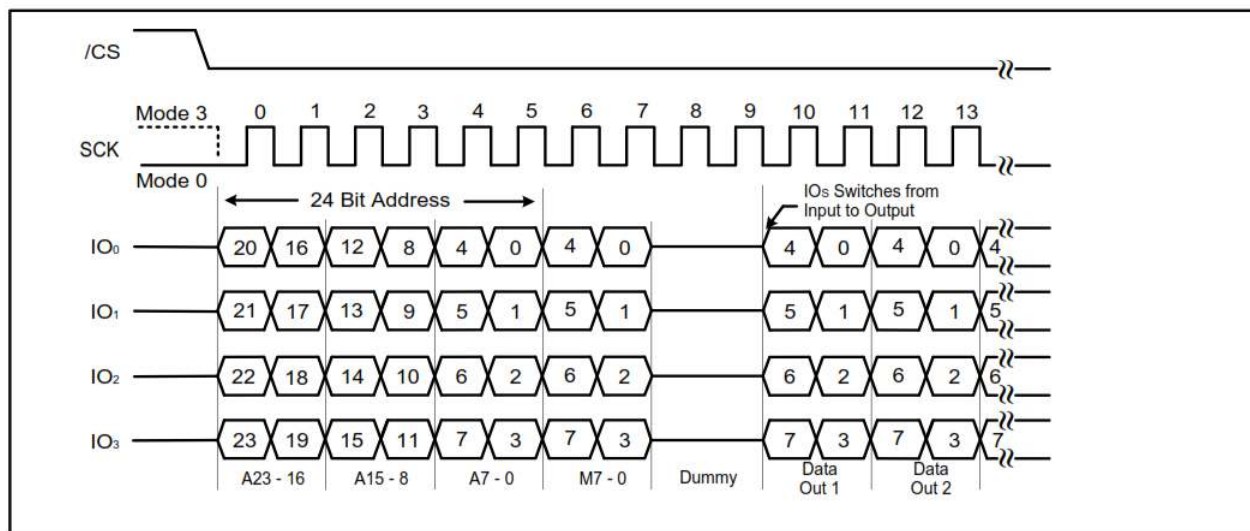 /CS
Mode 3 0 1 2 3 4 5 6 7 8 9 10 11 12 13
SCK
Mode 0
24 Bit Address
IOs Switches from
Input to Output
IO0 20 16 12 8 4 0 4 0 4 0 4 0 4
IO1 21 17 13 9 5 1 5 1 5 1 5 1 5
IO2 22 18 14 10 6 2 6 2 6 2 6 2 6
IO3 23 19 15 11 7 3 7 3 7 3 7 3 7
A23 - 16 A15 - 8 A7 - 0 M7 - 0 Dummy Data Out 1 Data Out 2